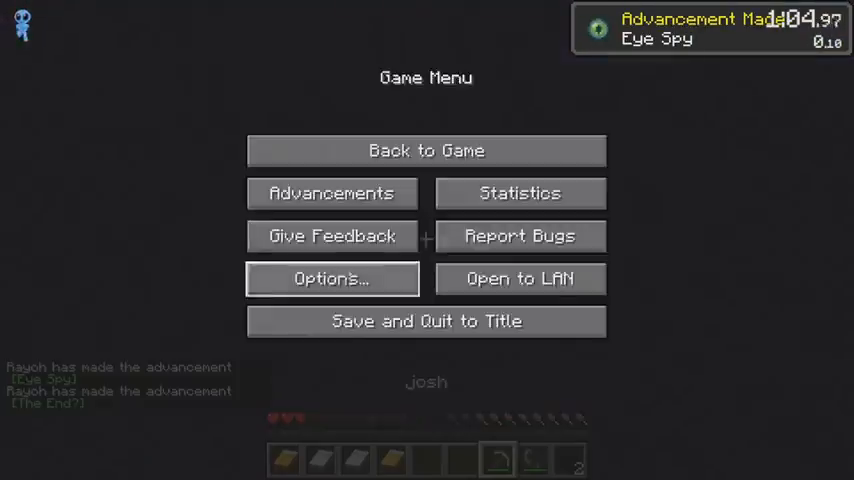 Advancement Made
1:04.97
Eye Spy
0.10
Game Menu
Back to Game
Advancements
Statistics
Give Feedback
Report Bugs
Options...
Open to LAN
Save and Quit to Title
Rayoh has made the advancement
[Eye Spy]
Rayoh has made the advancement
[The End?]
josh
2